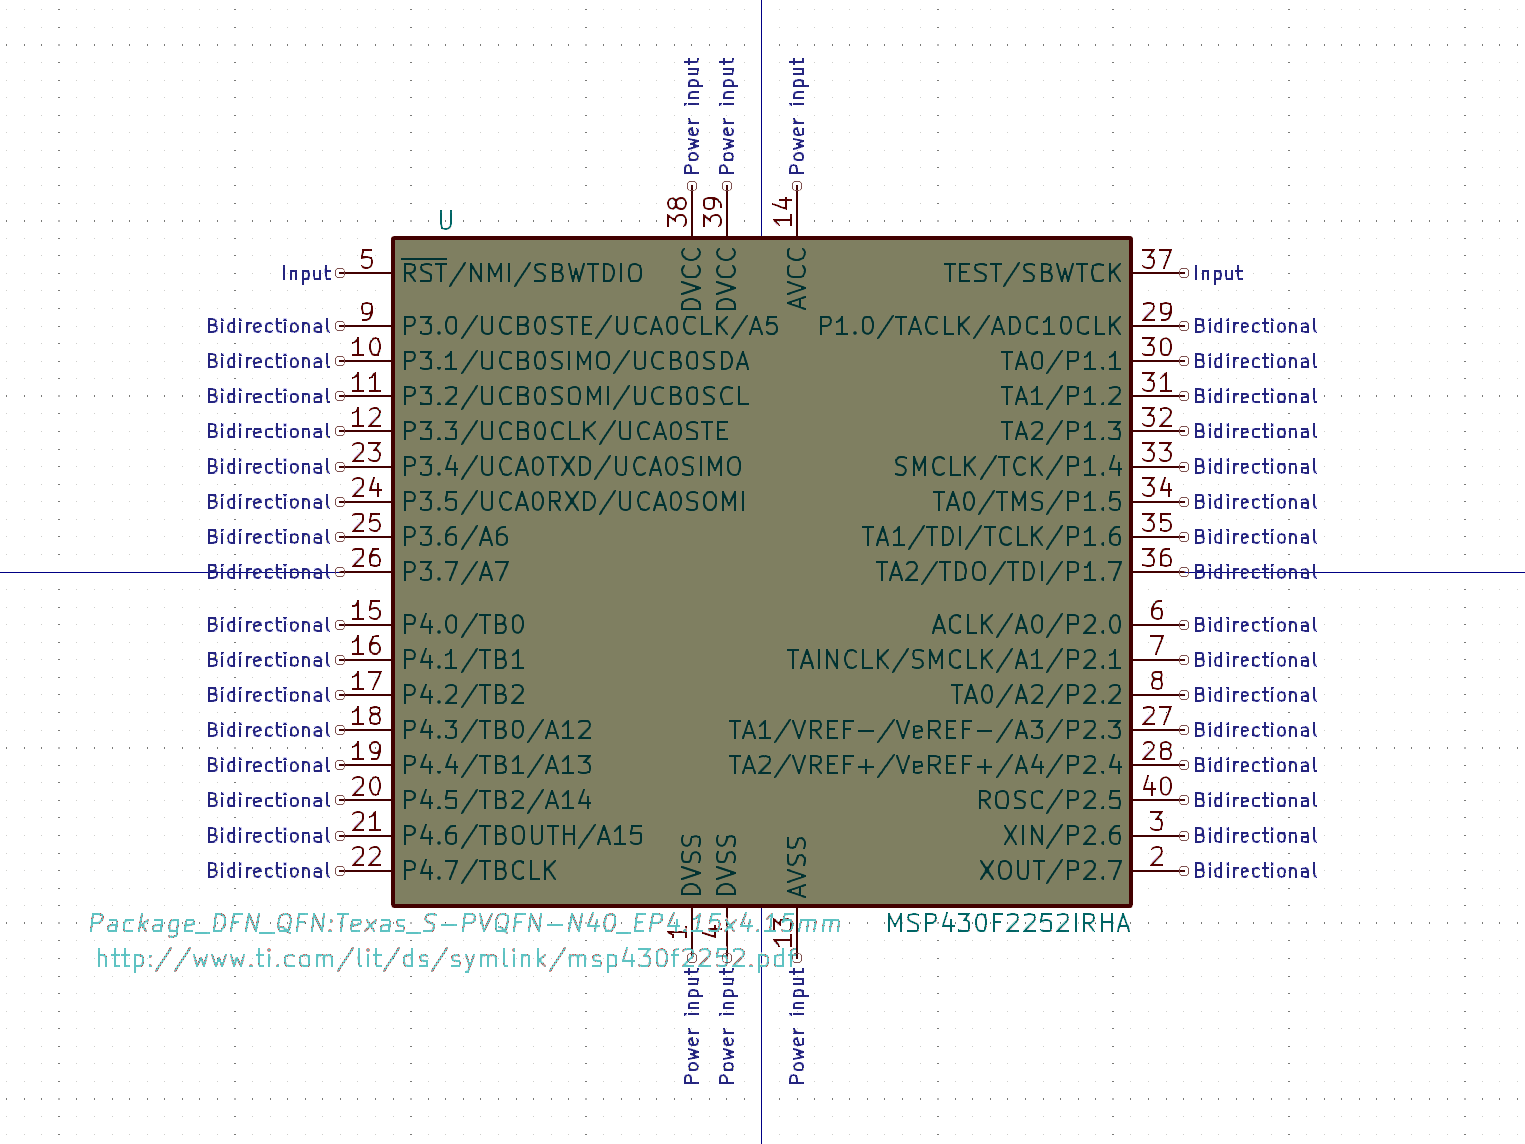 Power input
Power input
Power input
38
39
14
U
DVCC
DVCC
AVCC
Input 5 RST/NMI/SBWTDIO TEST/SBWTCK 37 Input
Bidirectional 9 P3.0/UCB0STE/UCA0CLK/A5 P1.0/TACLK/ADC10CLK 29 Bidirectional
Bidirectional 10 P3.1/UCB0SIMO/UCB0SDA TA0/P1.1 30 Bidirectional
Bidirectional 11 P3.2/UCB0SOMI/UCB0SCL TA1/P1.2 31 Bidirectional
Bidirectional 12 P3.3/UCB0CLK/UCA0STE TA2/P1.3 32 Bidirectional
Bidirectional 23 P3.4/UCA0TXD/UCA0SIMO SMCLK/TCK/P1.4 33 Bidirectional
Bidirectional 24 P3.5/UCA0RXD/UCA0SOMI TA0/TMS/P1.5 34 Bidirectional
Bidirectional 25 P3.6/A6 TA1/TDI/TCLK/P1.6 35 Bidirectional
Bidirectional 26 P3.7/A7 TA2/TDO/TDI/P1.7 36 Bidirectional
Bidirectional 15 P4.0/TB0 ACLK/A0/P2.0 6 Bidirectional
Bidirectional 16 P4.1/TB1 TAINCLK/SMCLK/A1/P2.1 7 Bidirectional
Bidirectional 17 P4.2/TB2 TA0/A2/P2.2 8 Bidirectional
Bidirectional 18 P4.3/TB0/A12 TA1/VREF-/VeREF-/A3/P2.3 27 Bidirectional
Bidirectional 19 P4.4/TB1/A13 TA2/VREF+/VeREF+/A4/P2.4 28 Bidirectional
Bidirectional 20 P4.5/TB2/A14 ROSC/P2.5 40 Bidirectional
Bidirectional 21 P4.6/TBOUTH/A15 XIN/P2.6 3 Bidirectional
Bidirectional 22 P4.7/TBCLK XOUT/P2.7 2 Bidirectional
DVSS
DVSS
AVSS
Package_DFN_QFN:Texas_S-PVQFN-N40_EP4.15x4.15mm MSP430F2252IRHA
1
4
13
http://www.ti.com/lit/ds/symlink/msp430f2252.pdf
Power input
Power input
Power input